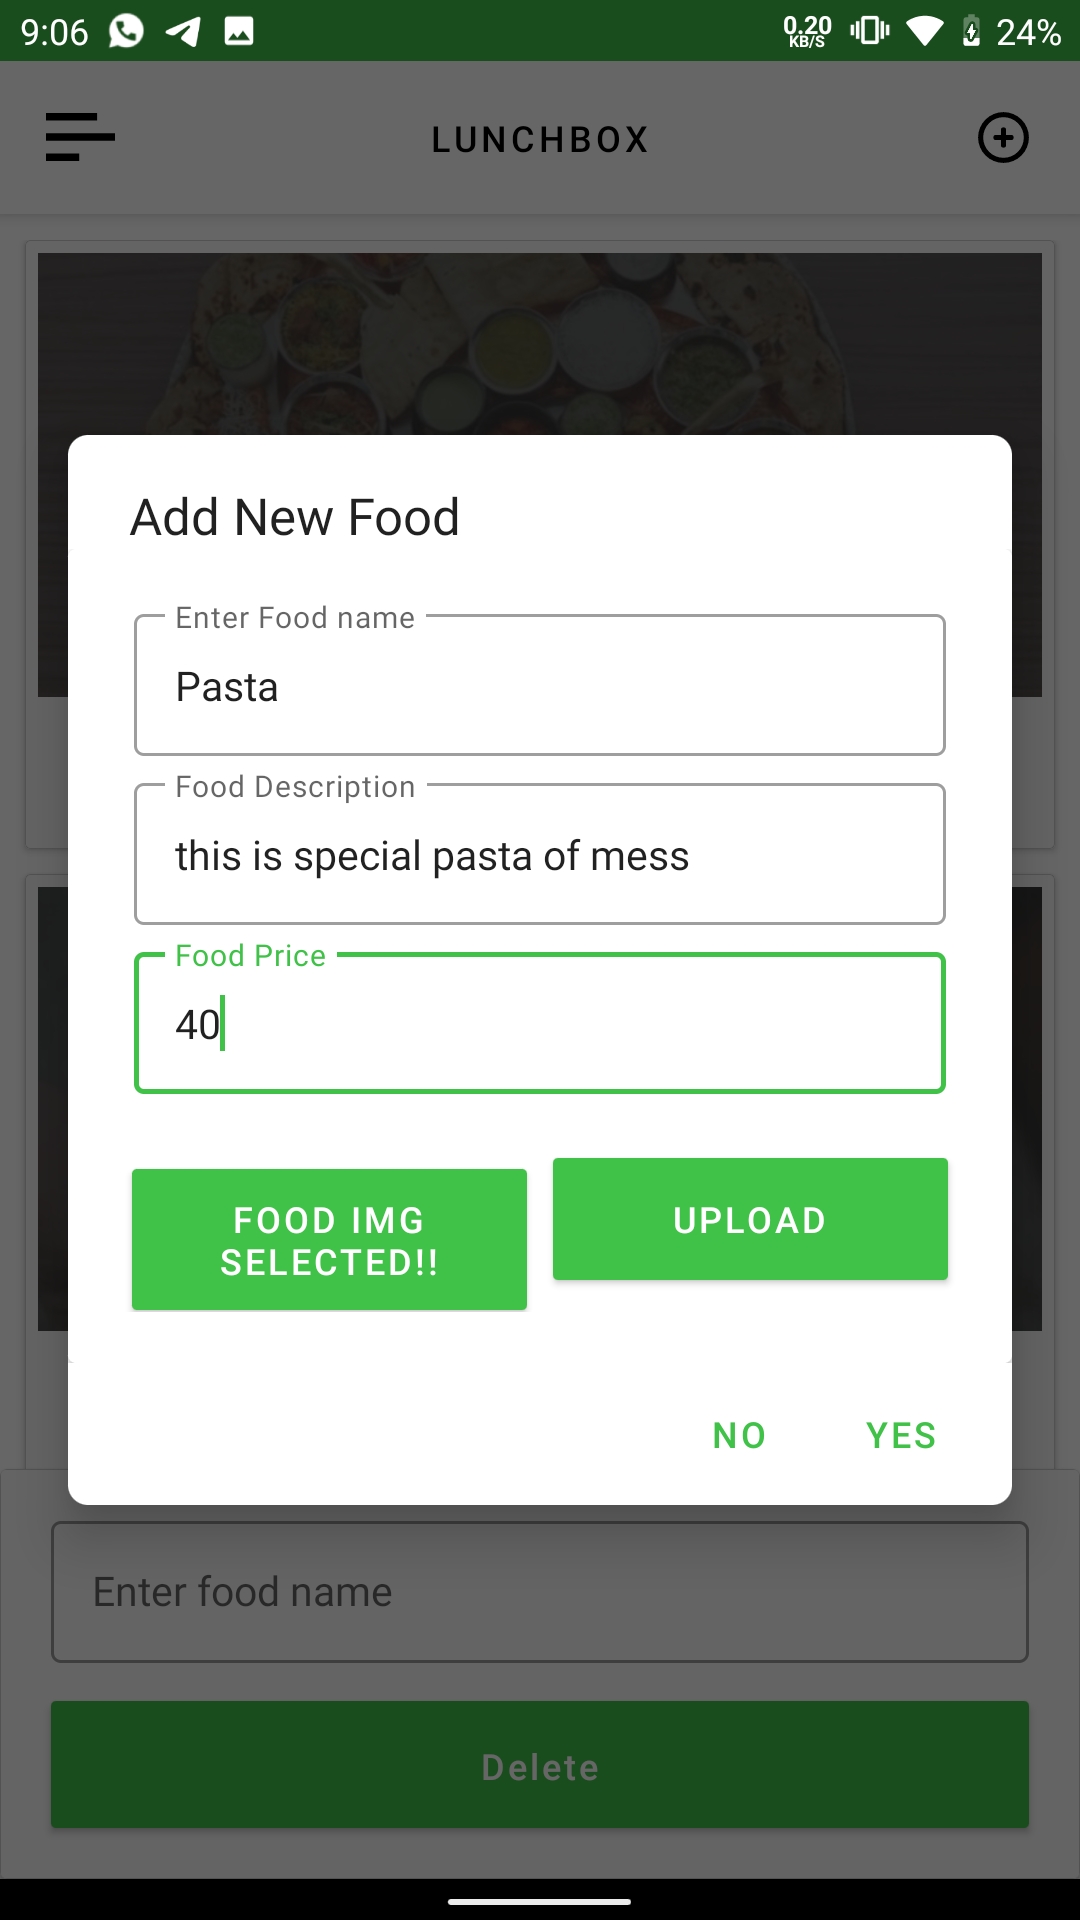 9:06
0.20
KB/S
24%
LUNCHBOX
Add New Food
Enter Food name
Pasta
Food Description
this is special pasta of mess
Food Price
40
FOOD IMG
SELECTED!!
UPLOAD
NO YES
Enter food name
Delete